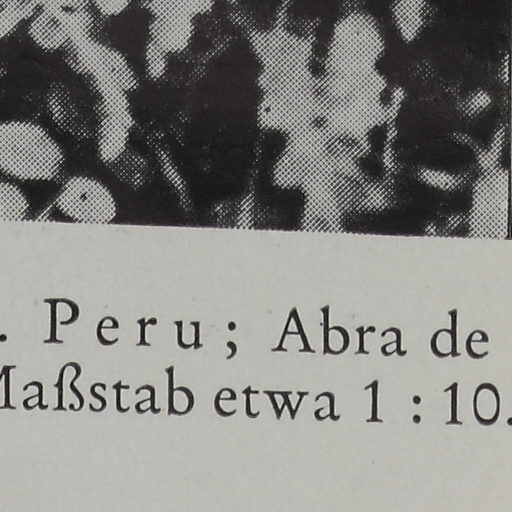 . Peru; Abra de
Maßstab etwa 1 : 10.